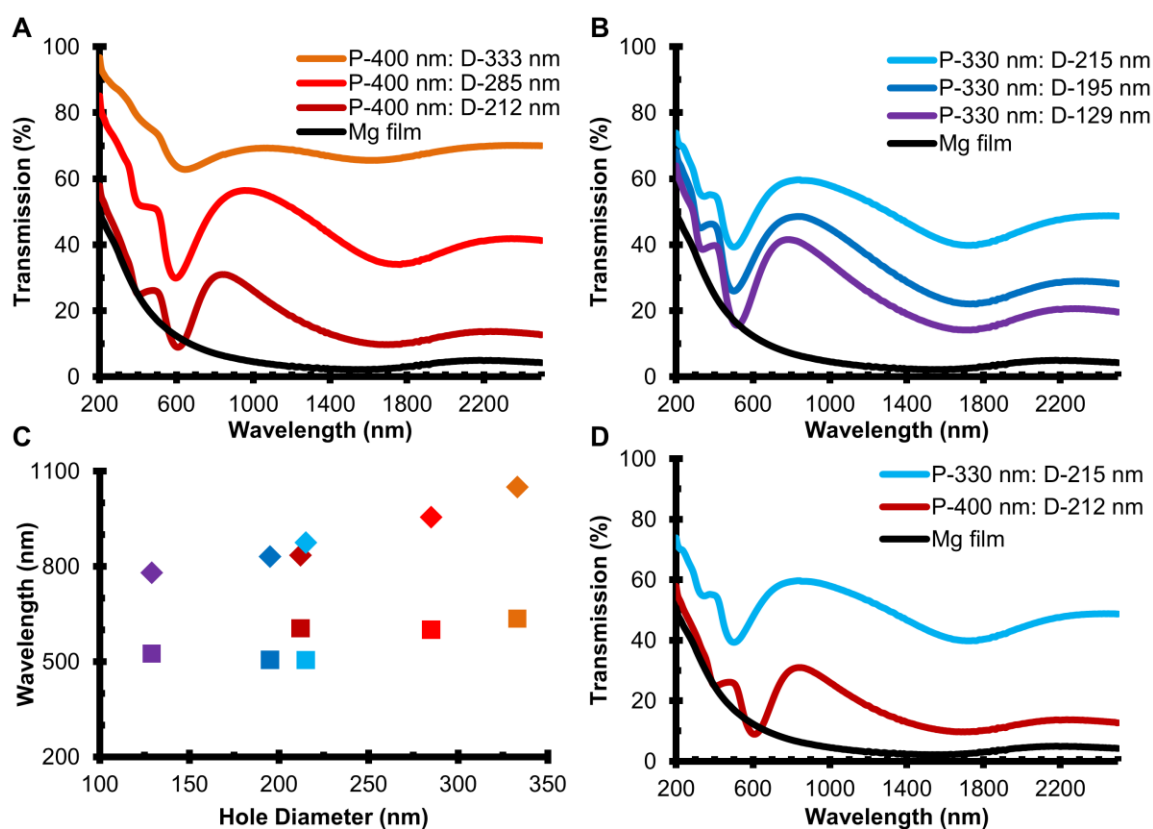 A
100
80
60
40
20
0
Transmission (%)
P-400 nm: D-333 nm
P-400 nm: D-285 nm
P-400 nm: D-212 nm
Mg film
200 600 1000 1400 1800 2200
Wavelength (nm)
B
100
80
60
40
20
0
Transmission (%)
P-330 nm: D-215 nm
P-330 nm: D-195 nm
P-330 nm: D-129 nm
Mg film
200 600 1000 1400 1800 2200
Wavelength (nm)
C
1100
800
500
200
Wavelength (nm)
100 150 200 250 300 350
Hole Diameter (nm)
D
100
80
60
40
20
0
Transmission (%)
P-330 nm: D-215 nm
P-400 nm: D-212 nm
Mg film
200 600 1000 1400 1800 2200
Wavelength (nm)